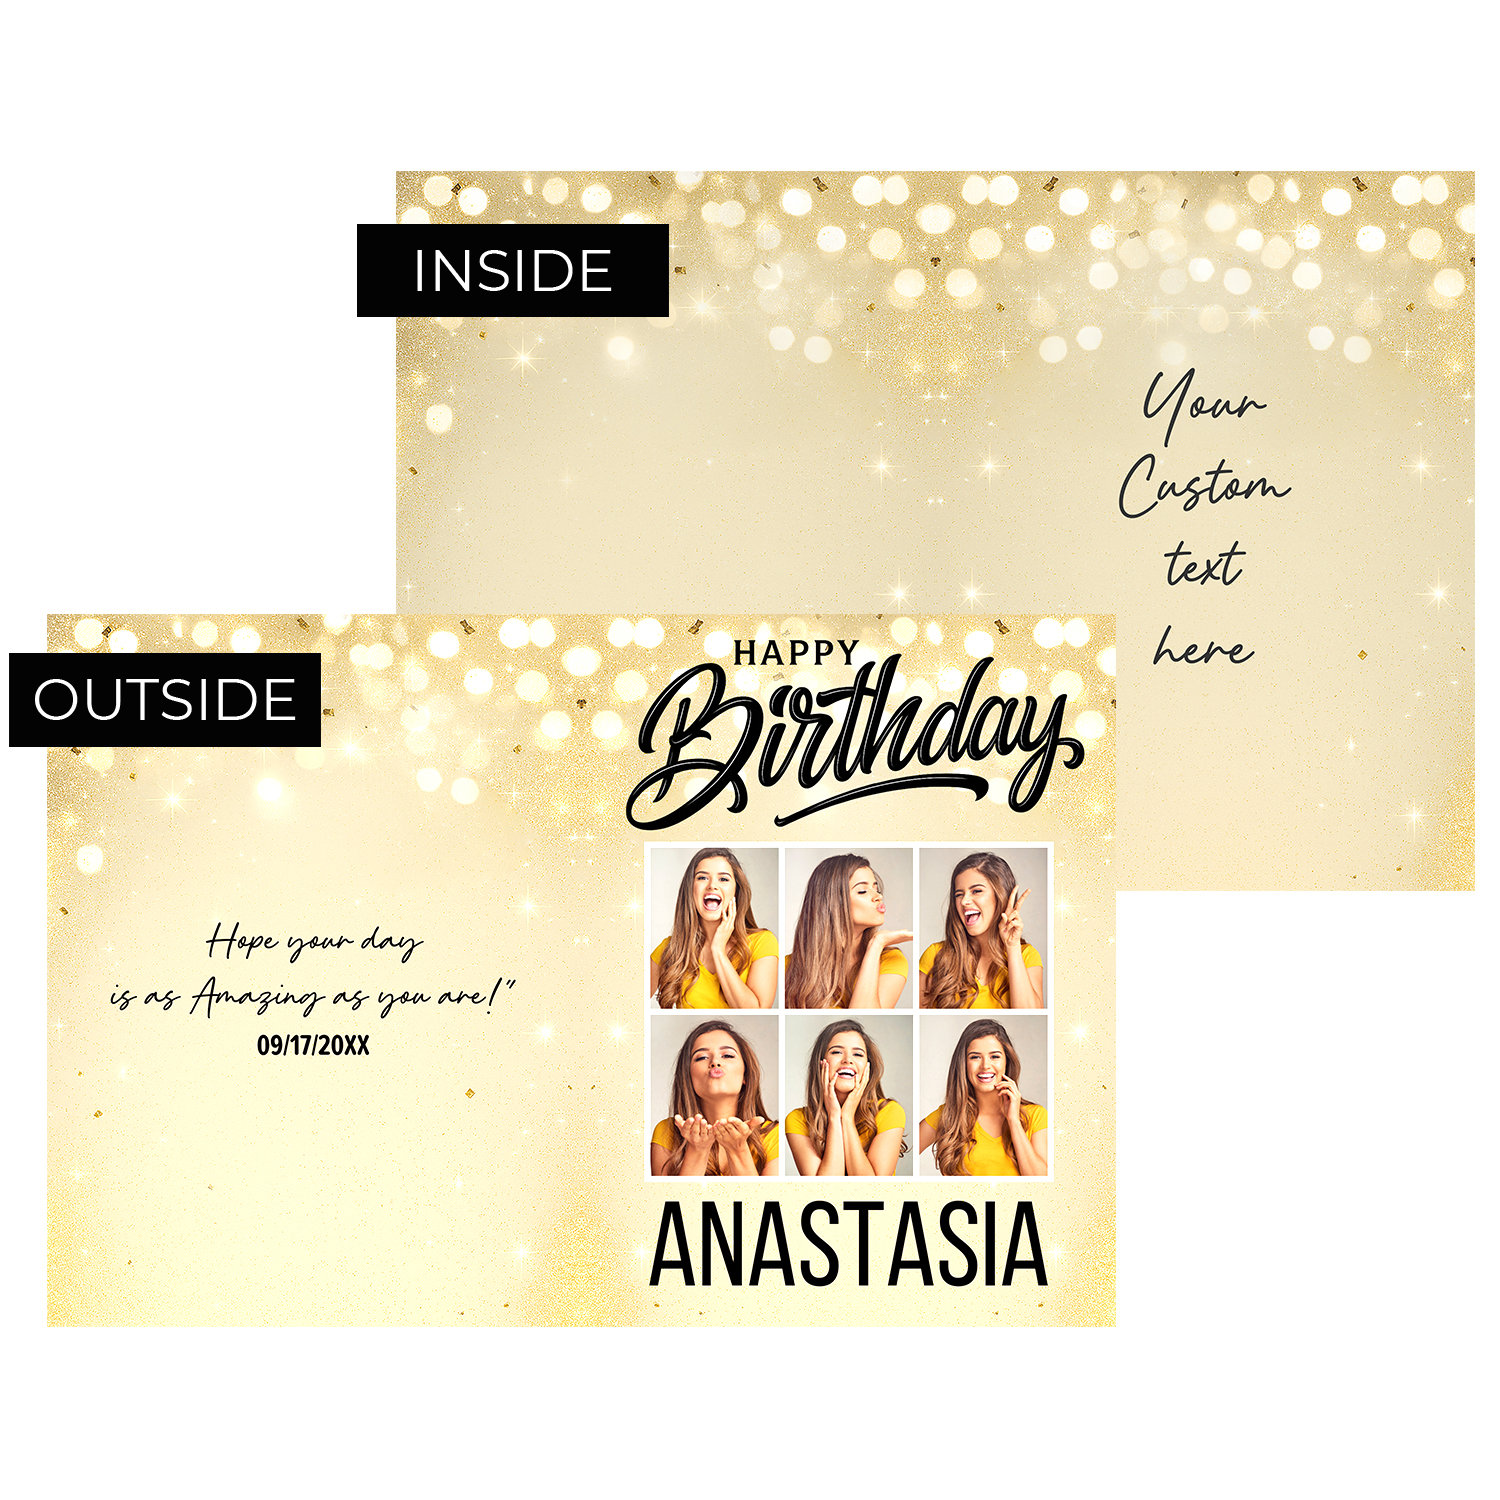 INSIDE
Your
Custom
text
here
OUTSIDE
HAPPY
Birthday
Hope your day
is as Amazing as you are!"
09/17/20XX
ANASTASIA